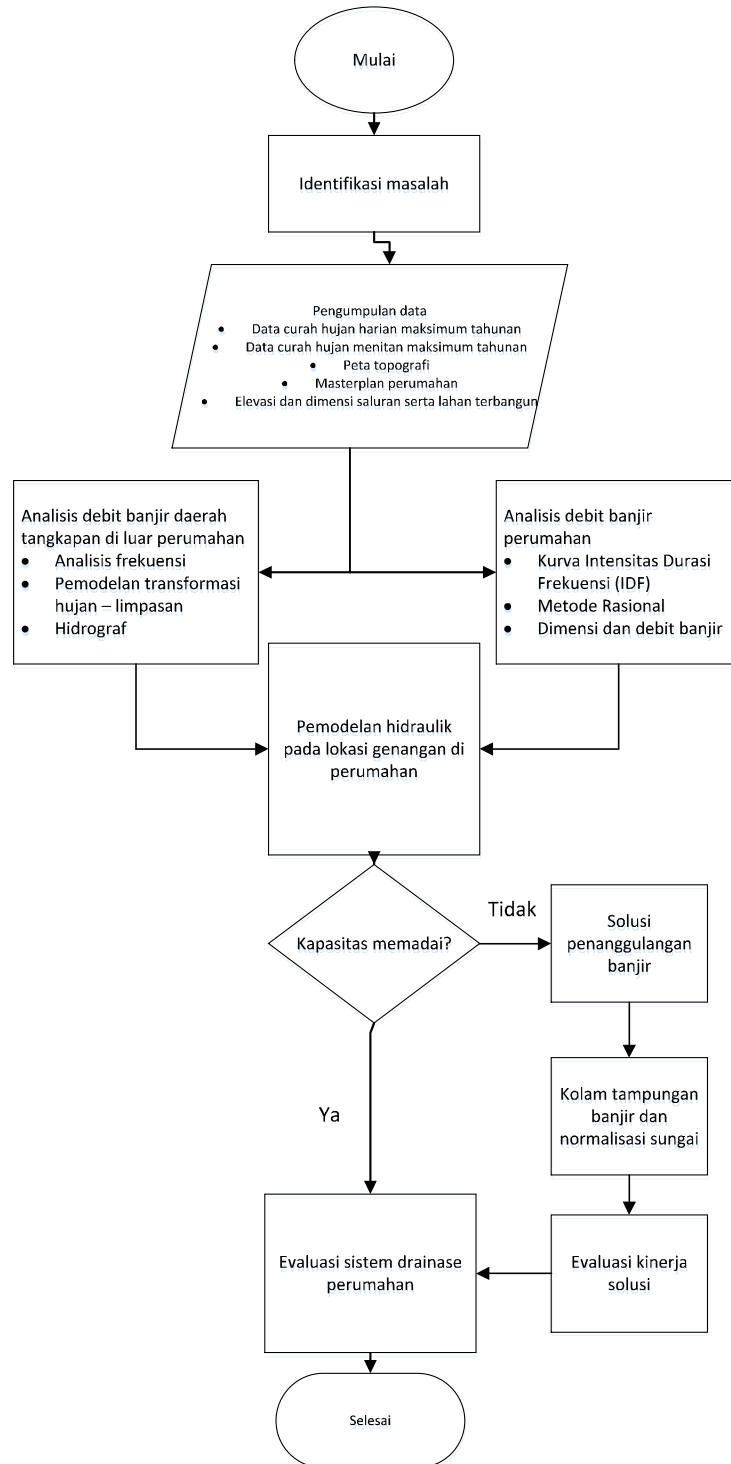 Mulai
Identifikasi masalah
Pengumpulan data
• Data curah hujan harian maksimum tahunan
• Data curah hujan menitan maksimum tahunan
• Peta topografi
• Masterplan perumahan
• Elevasi dan dimensi saluran serta lahan terbangun
Analisis debit banjir daerah
tangkapan di luar perumahan
• Analisis frekuensi
• Pemodelan transformasi
hujan – limpasan
• Hidrograf
Analisis debit banjir
perumahan
• Kurva Intensitas Durasi
Frekuensi (IDF)
• Metode Rasional
• Dimensi dan debit banjir
Pemodelan hidraulik
pada lokasi genangan di
perumahan
Kapasitas memadai?
Tidak
Solusi
penanggulangan
banjir
Kolam tampungan
banjir dan
normalisasi sungai
Ya
Evaluasi sistem drainase
perumahan
Evaluasi kinerja
solusi
Selesai